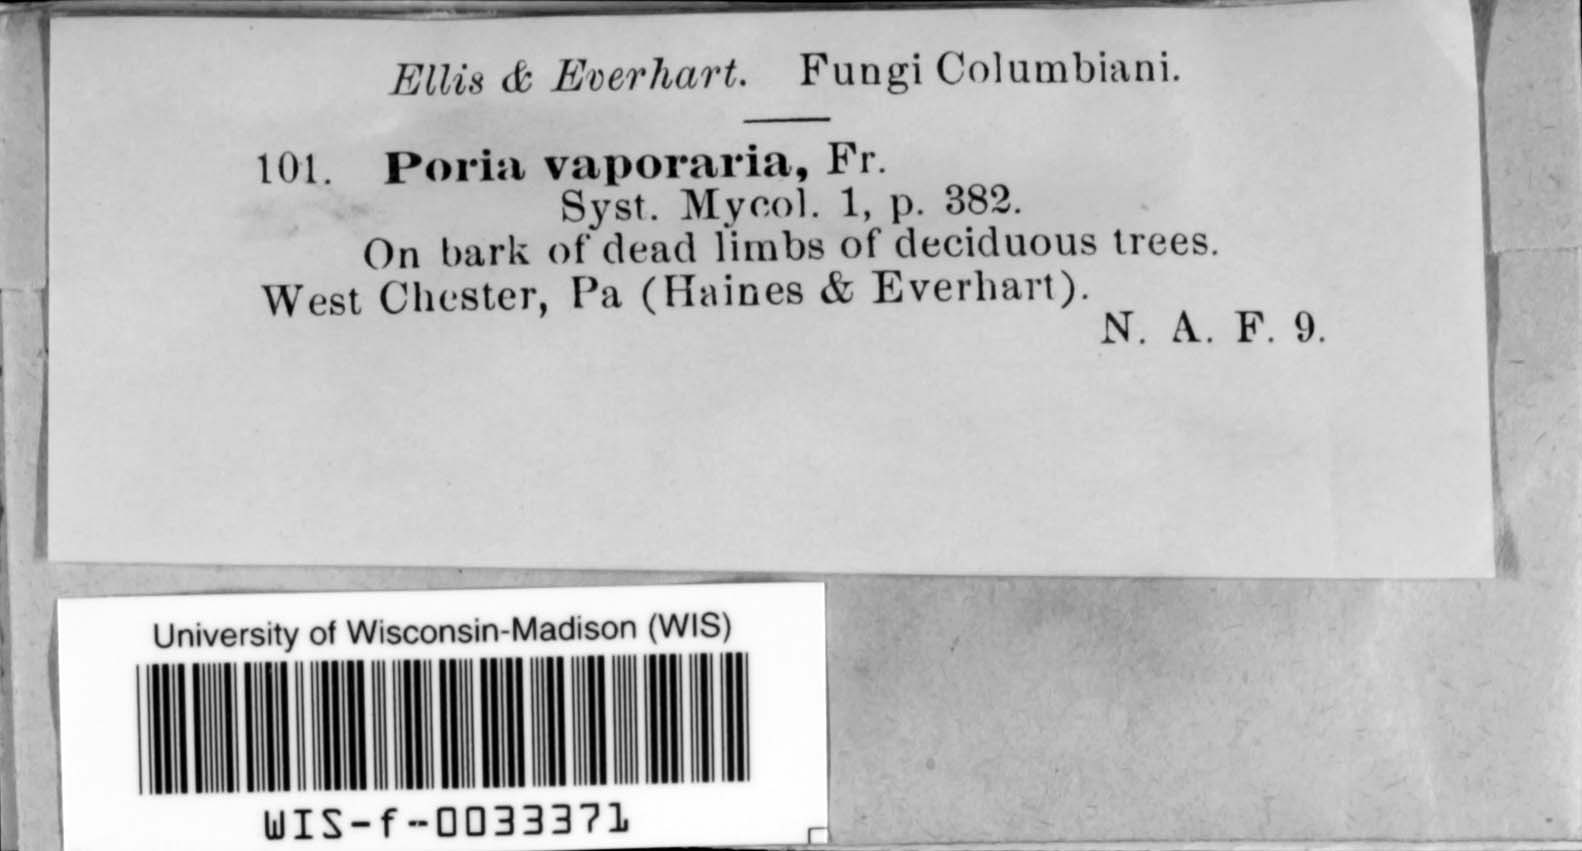 Ellis & Everhart. Fungi Columbiani.
101. Poria vaporaria, Fr.
Syst. Mycol. 1, p. 382.
On bark of dead limbs of deciduous trees.
West Chester, Pa (Haines & Everhart).
N. A. F. 9.
University of Wisconsin-Madison (WIS)
WIS-f-0033371